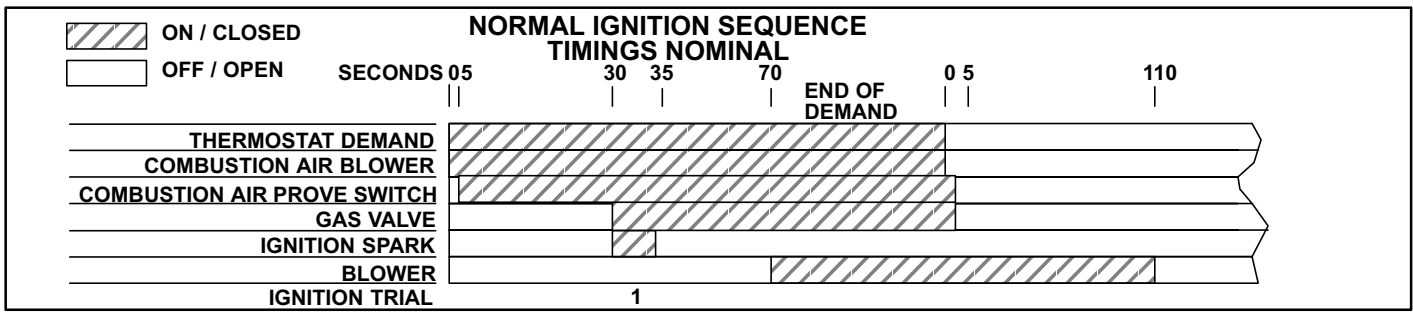 NORMAL IGNITION SEQUENCE
TIMINGS NOMINAL
ON / CLOSED
OFF / OPEN
SECONDS 0 5 30 35 70 0 5 110
END OF
DEMAND
THERMOSTAT DEMAND
COMBUSTION AIR BLOWER
COMBUSTION AIR PROVE SWITCH
GAS VALVE
IGNITION SPARK
BLOWER
IGNITION TRIAL 1